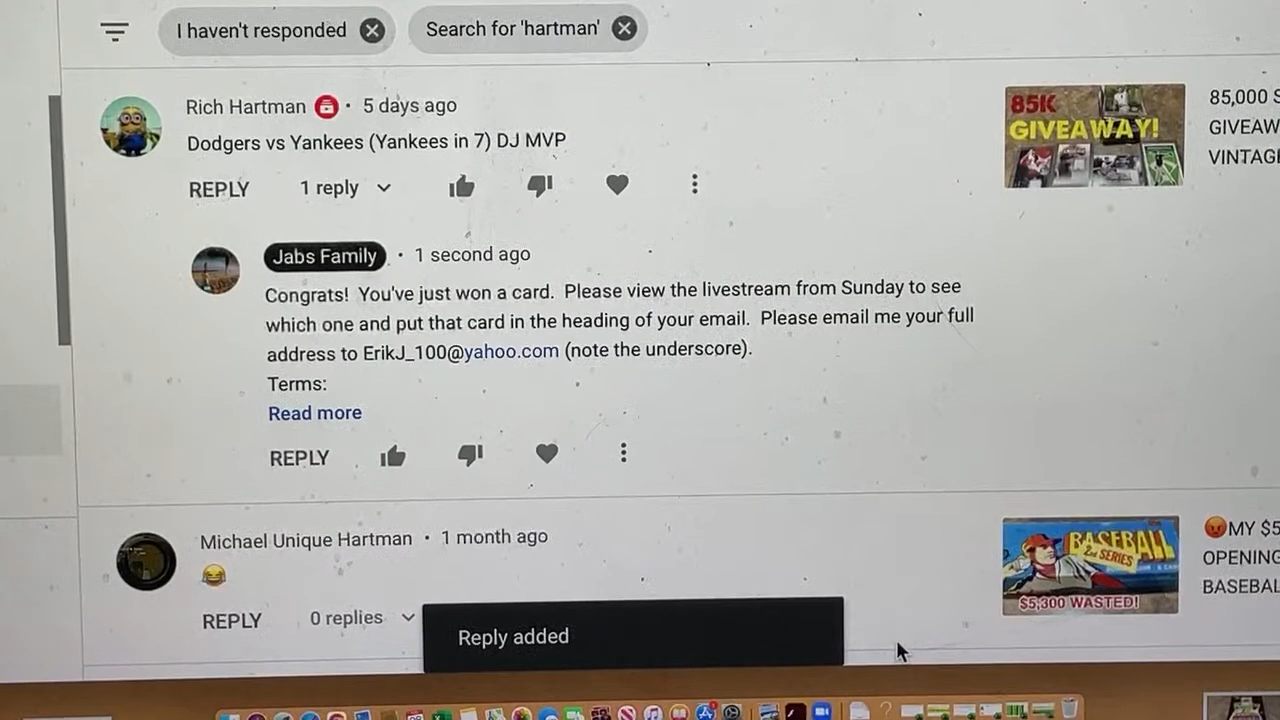 I haven't responded
Search for 'hartman'
Rich Hartman • 5 days ago
Dodgers vs Yankees (Yankees in 7) DJ MVP
REPLY 1 reply
85K
GIVEAWAY!
85,000 S
GIVEAW
VINTAG
Jabs Family • 1 second ago
Congrats! You've just won a card. Please view the livestream from Sunday to see
which one and put that card in the heading of your email. Please email me your full
address to ErikJ_100@yahoo.com (note the underscore).
Terms:
Read more
REPLY
Michael Unique Hartman • 1 month ago
😂
REPLY 0 replies
BASEBALL
2nd SERIES
$5,300 WASTED!
😡MY $5
OPENING
BASEBAL
Reply added